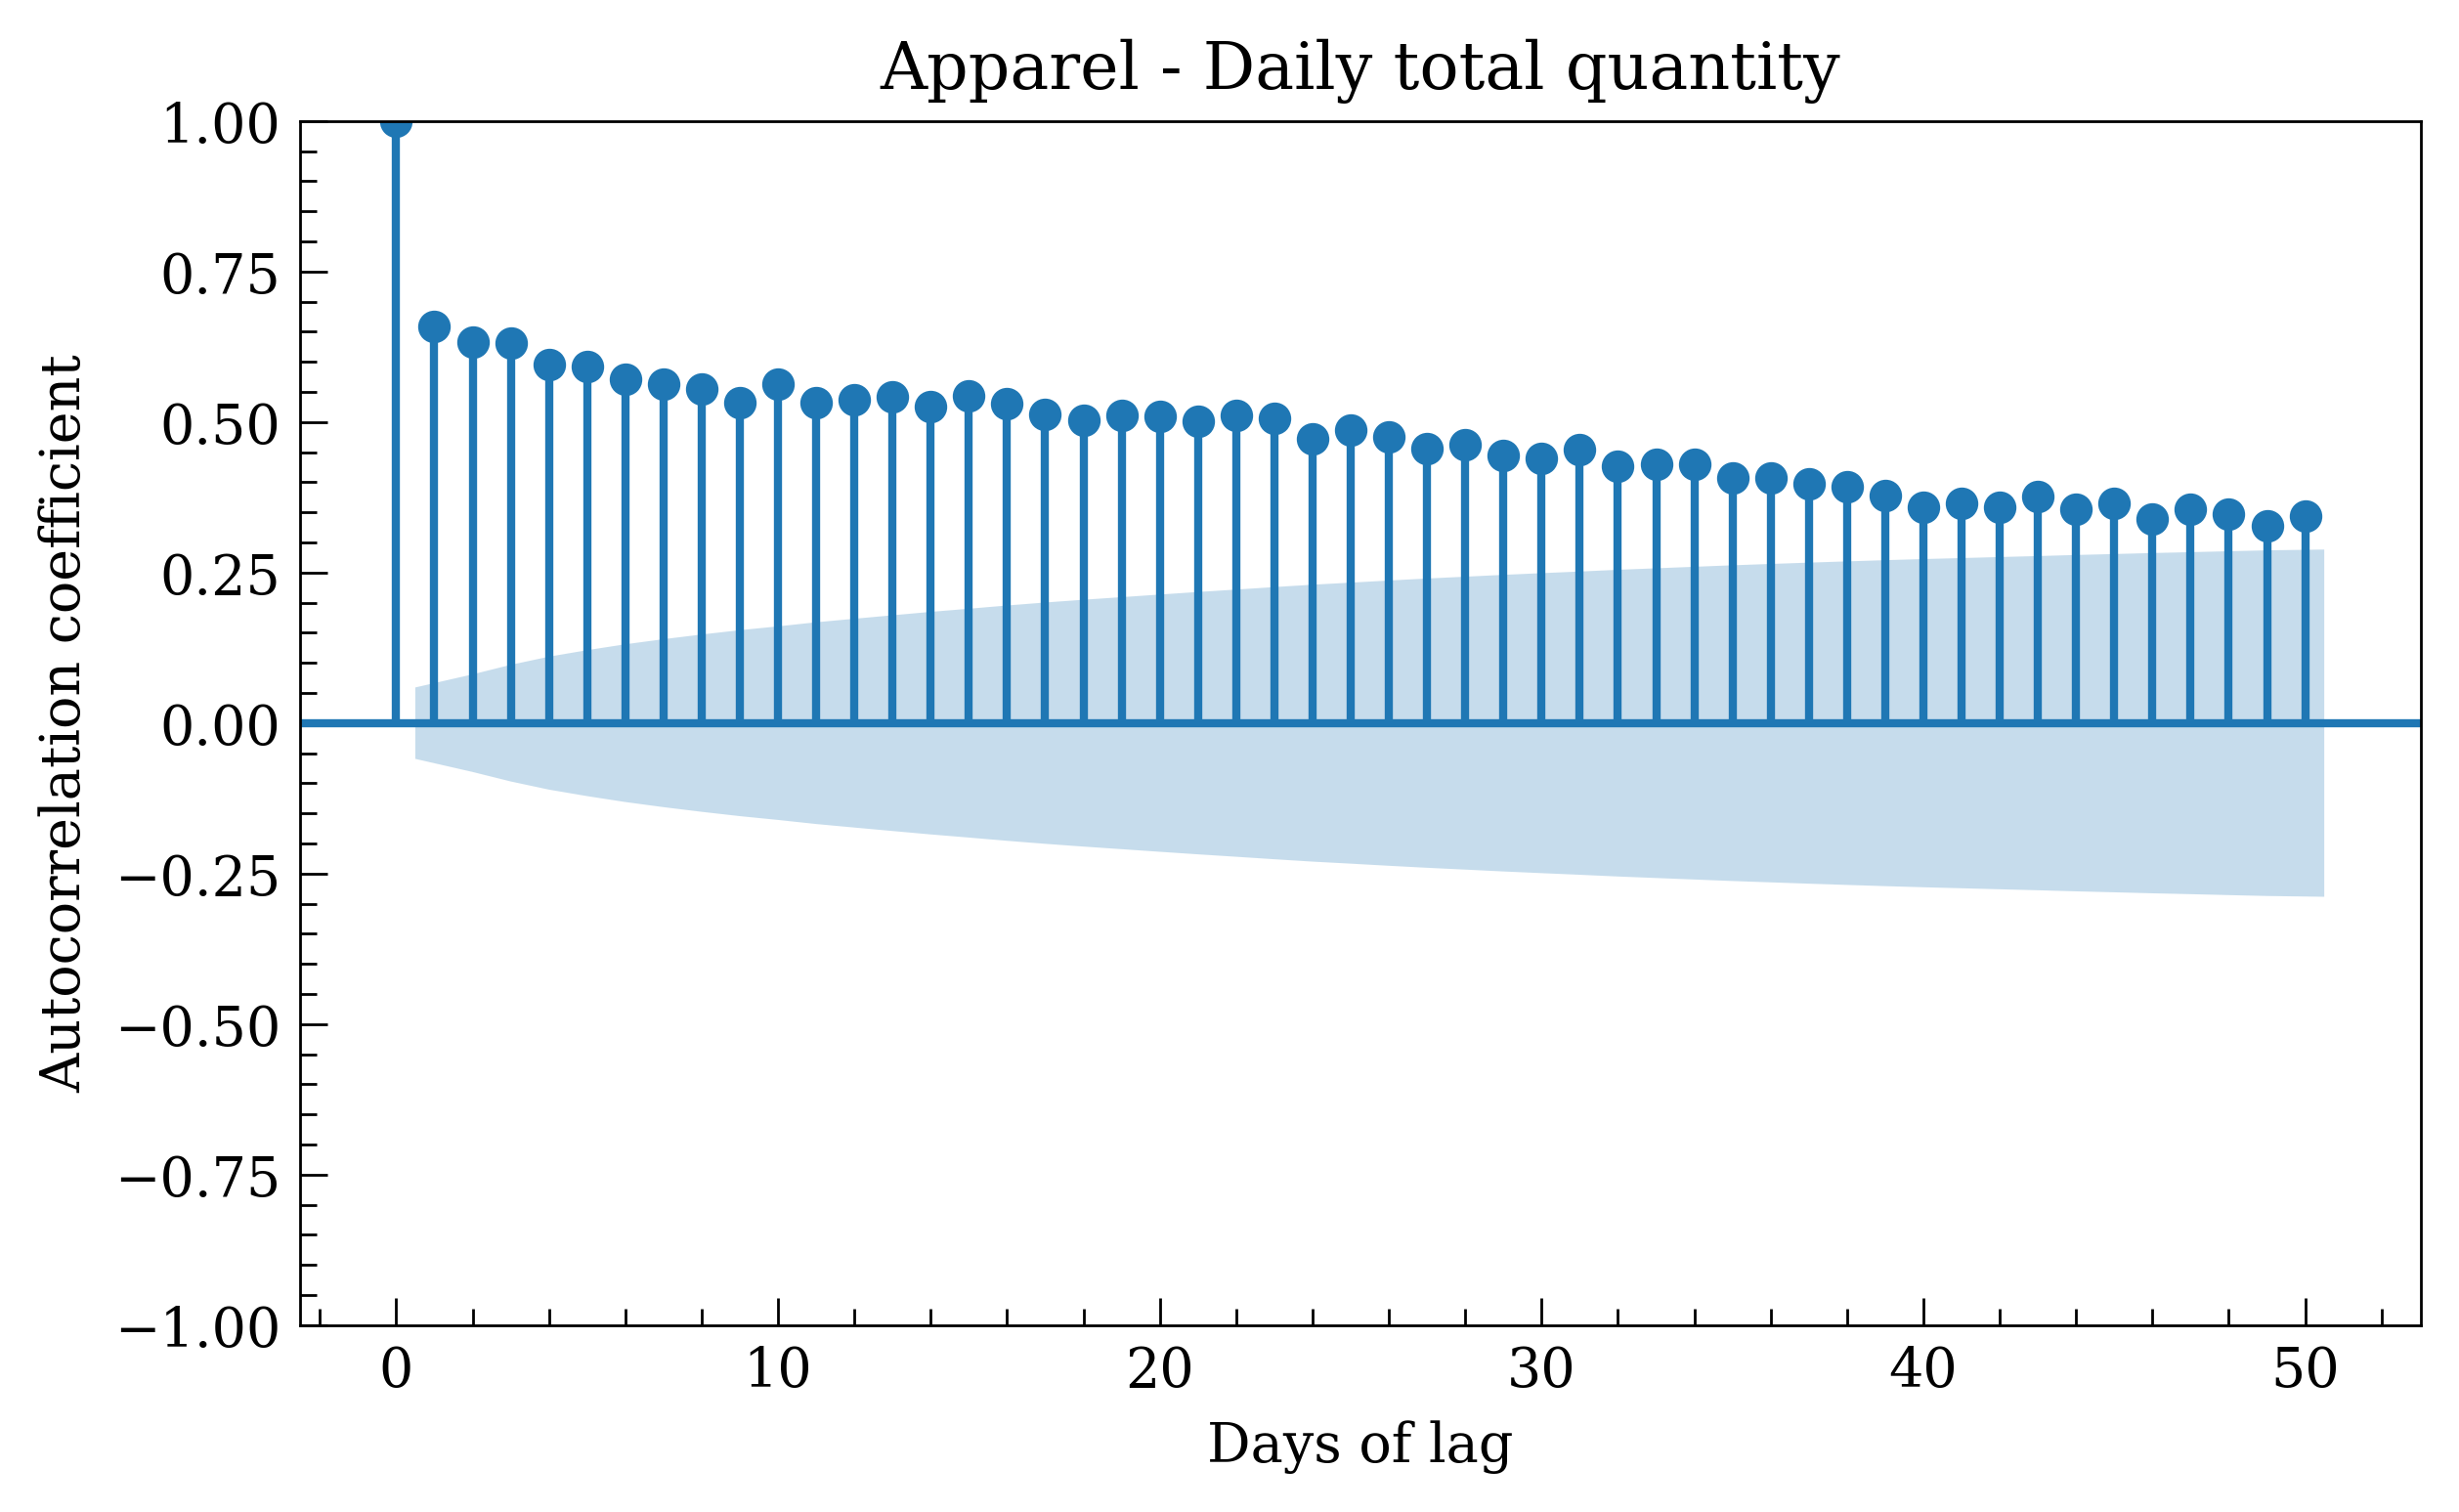 Apparel - Daily total quantity
Autocorrelation coefficient
1.00
0.75
0.50
0.25
0.00
−0.25
−0.50
−0.75
−1.00
0 10 20 30 40 50
Days of lag